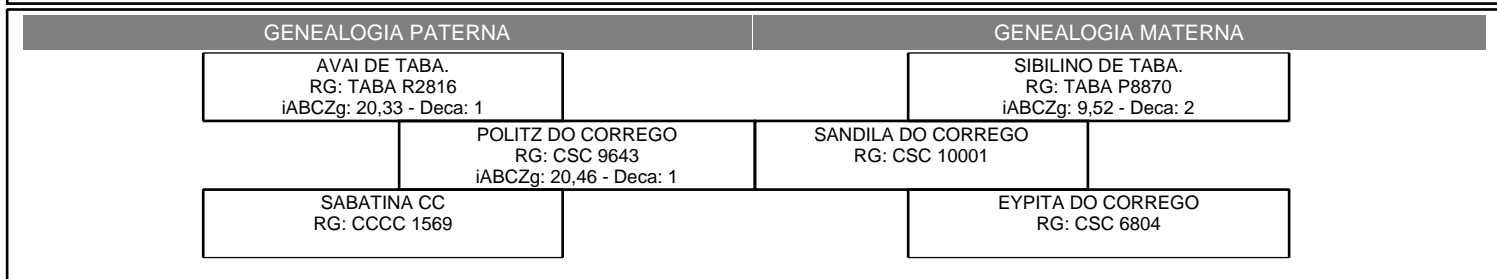 GENEALOGIA PATERNA
GENEALOGIA MATERNA
AVAI DE TABA.
RG: TABA R2816
iABCZg: 20,33 - Deca: 1
SIBILINO DE TABA.
RG: TABA P8870
iABCZg: 9,52 - Deca: 2
POLITZ DO CORREGO
RG: CSC 9643
iABCZg: 20,46 - Deca: 1
SANDILA DO CORREGO
RG: CSC 10001
SABATINA CC
RG: CCCC 1569
EYPITA DO CORREGO
RG: CSC 6804